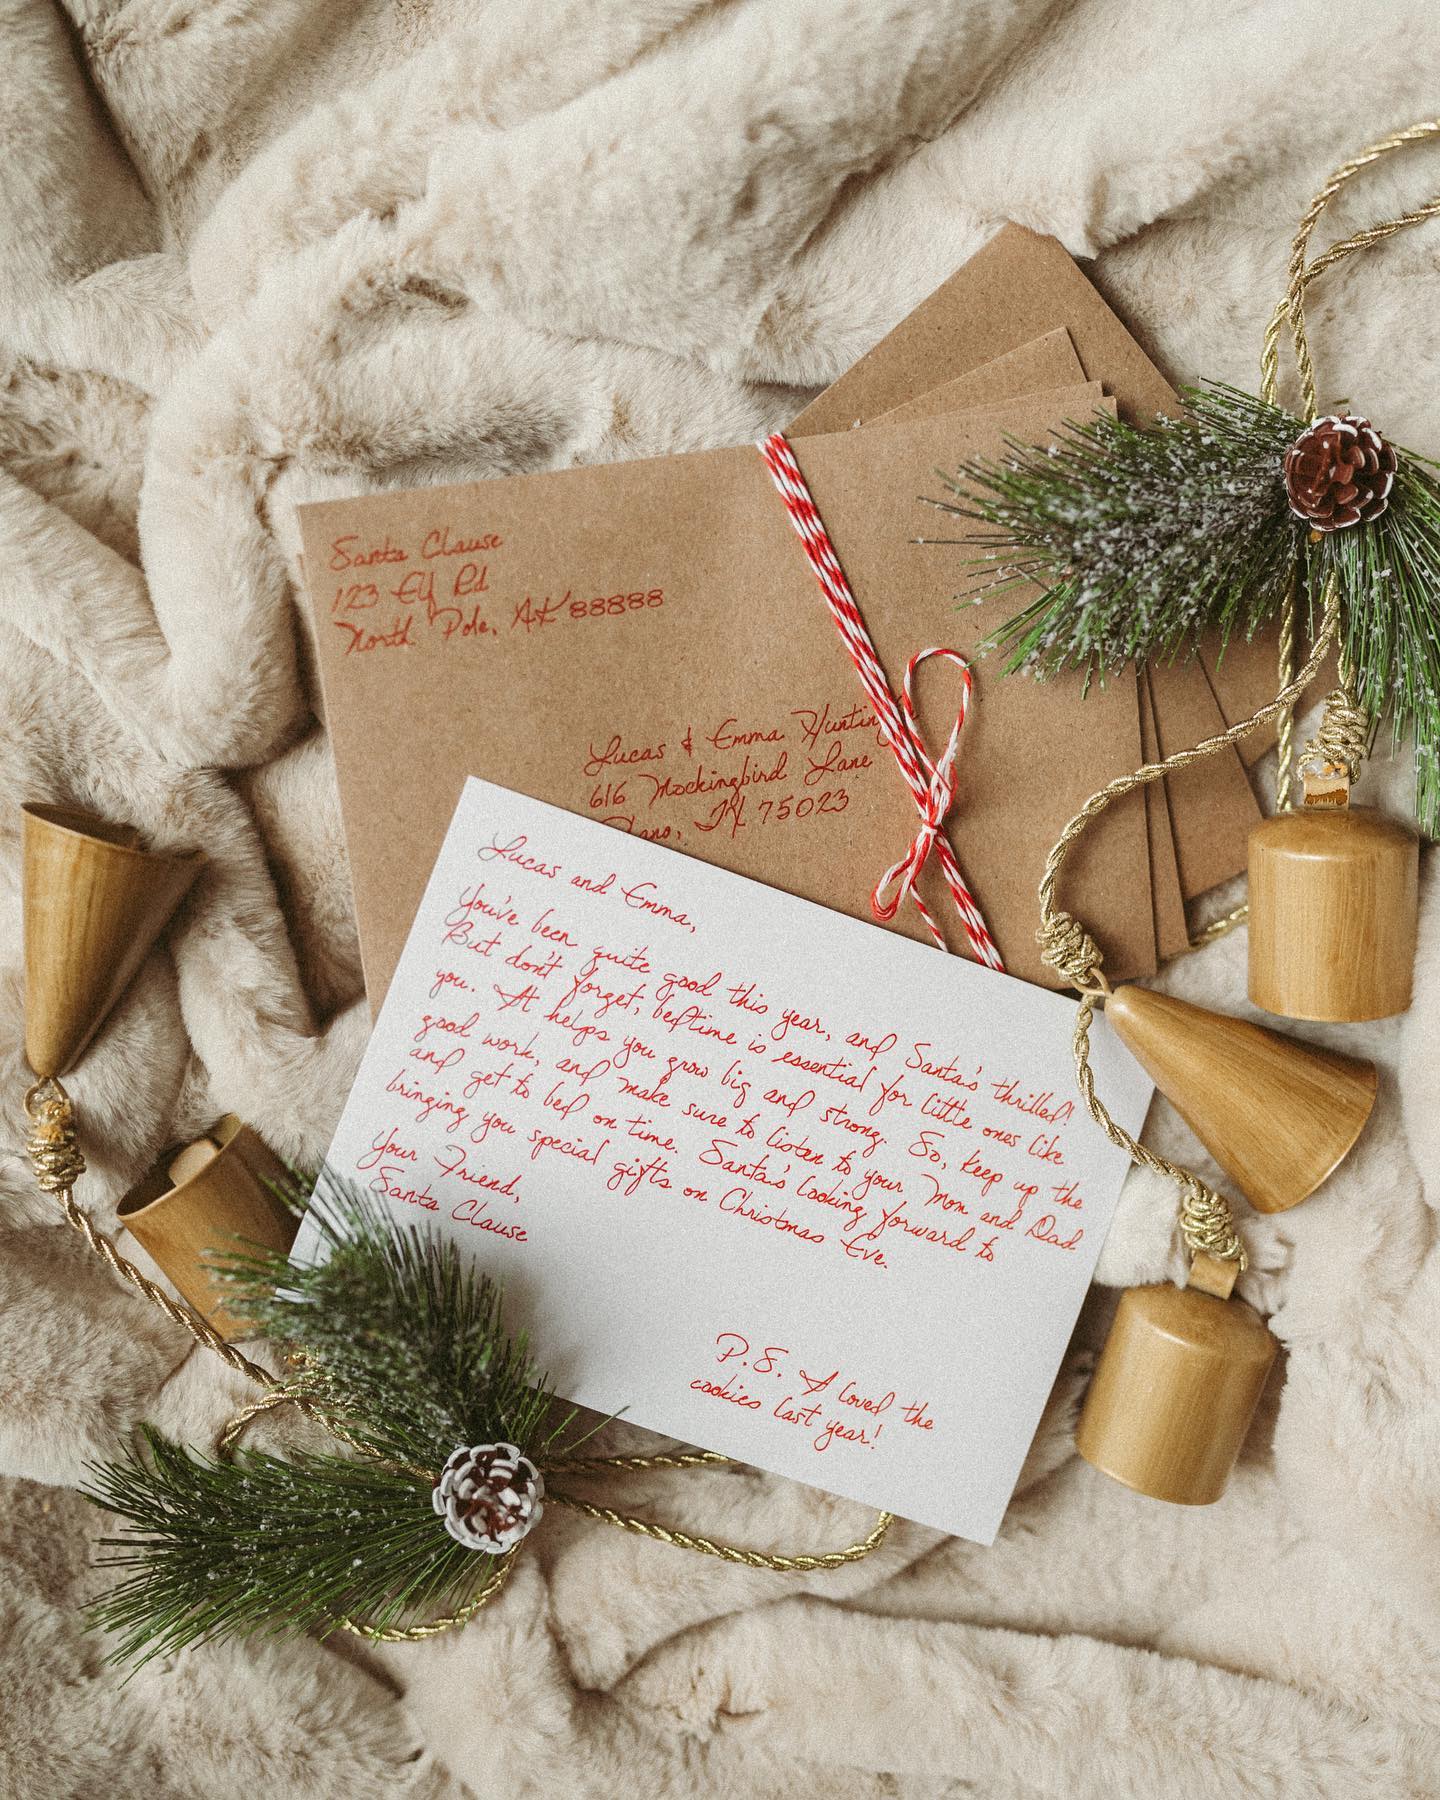 Santa Clause
123 Elf Rd
North Pole, AK 88888
Lucas & Emma Hunting
616 Mockingbird Lane
Plano, TX 75023
Lucas and Emma,
You've been quite good this year, and Santa's thrilled!
But don't forget, bedtime is essential for little ones like
you. It helps you grow big and strong. So, keep up the
good work, and make sure to listen to your Mom and Dad
and get to bed on time. Santa's looking forward to
bringing you special gifts on Christmas Eve.
Your Friend,
Santa Clause
P.S. I loved the
cookies last year!